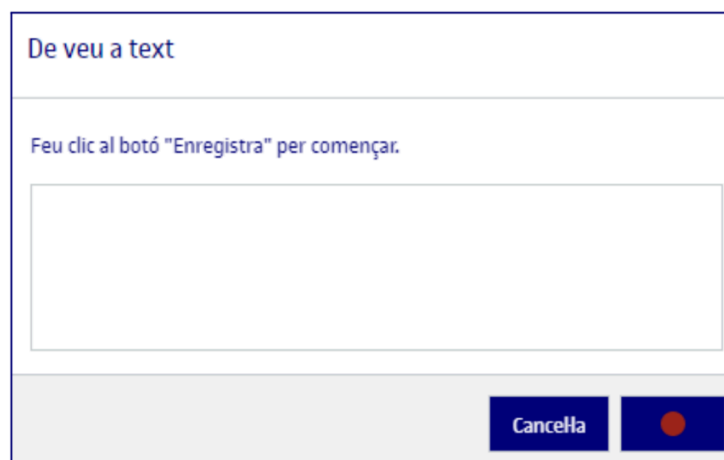 De veu a text
Feu clic al botó "Enregistra" per començar.
Cancel·la